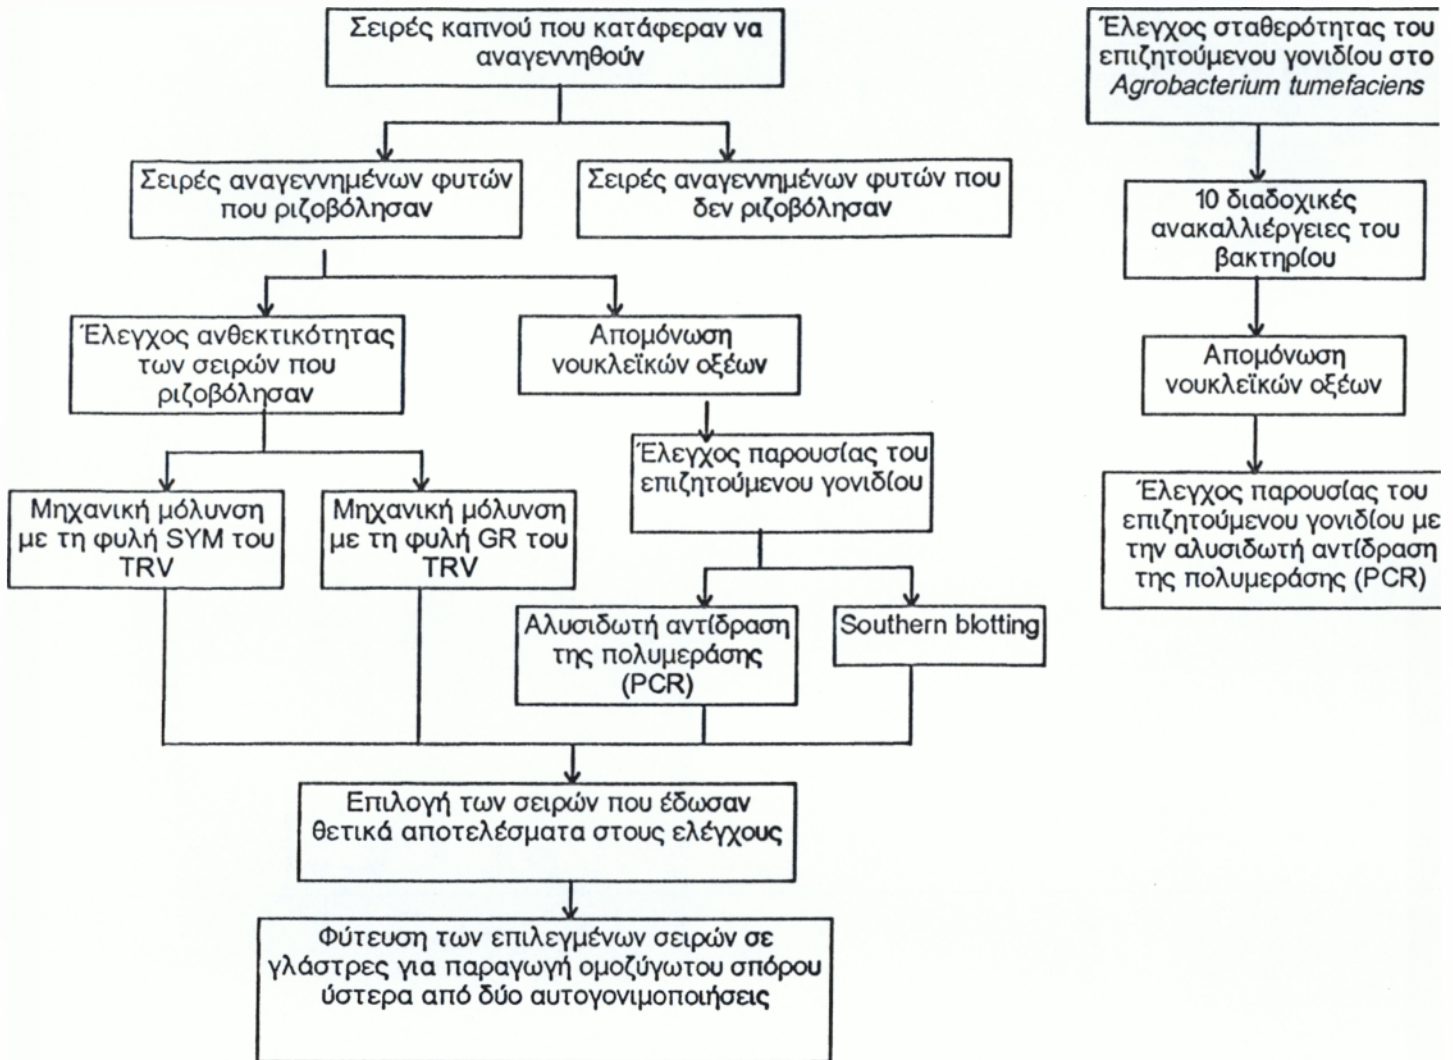 Σειρές καπνού που κατάφεραν να
αναγεννηθούν
Σειρές αναγεννημένων φυτών
που ριζοβόλησαν
Σειρές αναγεννημένων φυτών που
δεν ριζοβόλησαν
Έλεγχος ανθεκτικότητας
των σειρών που
ριζοβόλησαν
Απομόνωση
νουκλεϊκών οξέων
Μηχανική μόλυνση
με τη φυλή SYM του
TRV
Μηχανική μόλυνση
με τη φυλή GR του
TRV
Έλεγχος παρουσίας του
επιζητούμενου γονιδίου
Αλυσιδωτή αντίδραση
της πολυμεράσης
(PCR)
Southern blotting
Επιλογή των σειρών που έδωσαν
θετικά αποτελέσματα στους ελέγχους
Φύτευση των επιλεγμένων σειρών σε
γλάστρες για παραγωγή ομοζύγωτου σπόρου
ύστερα από δύο αυτογονιμοποιήσεις
Έλεγχος σταθερότητας του
επιζητούμενου γονιδίου στο
Agrobacterium tumefaciens
10 διαδοχικές
ανακαλλιέργειες του
βακτηρίου
Απομόνωση
νουκλεϊκών οξέων
Έλεγχος παρουσίας του
επιζητούμενου γονιδίου με
την αλυσιδωτή αντίδραση
της πολυμεράσης (PCR)